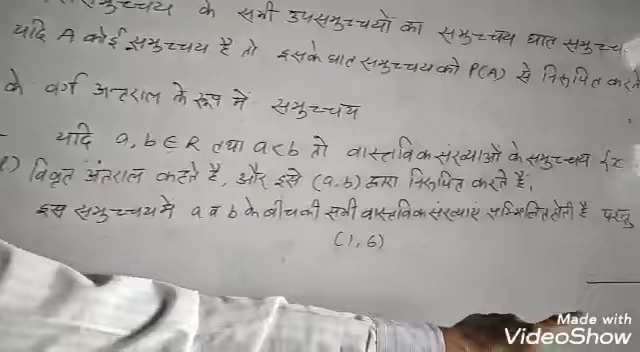 समुच्चय के सभी उपसमुच्चयों का समुच्चय घात समुच्च
यदि A कोई समुच्चय है तो इसके घात समुच्चय को P(A) से निरूपित करते
के वर्ग अन्तराल के रूप में समुच्चय
यदि a, b ∈ R तथा a<b तो वास्तविक संख्याओं के समुच्चय {x
विवृत अंतराल कहते है, और इसे (a,b) द्वारा निरूपित करते हैं,
इस समुच्चय में a व b के बीच की सभी वास्तविक संख्याएं सम्मिलित होती है परन्तु
(1,6)
Made with
VideoShow